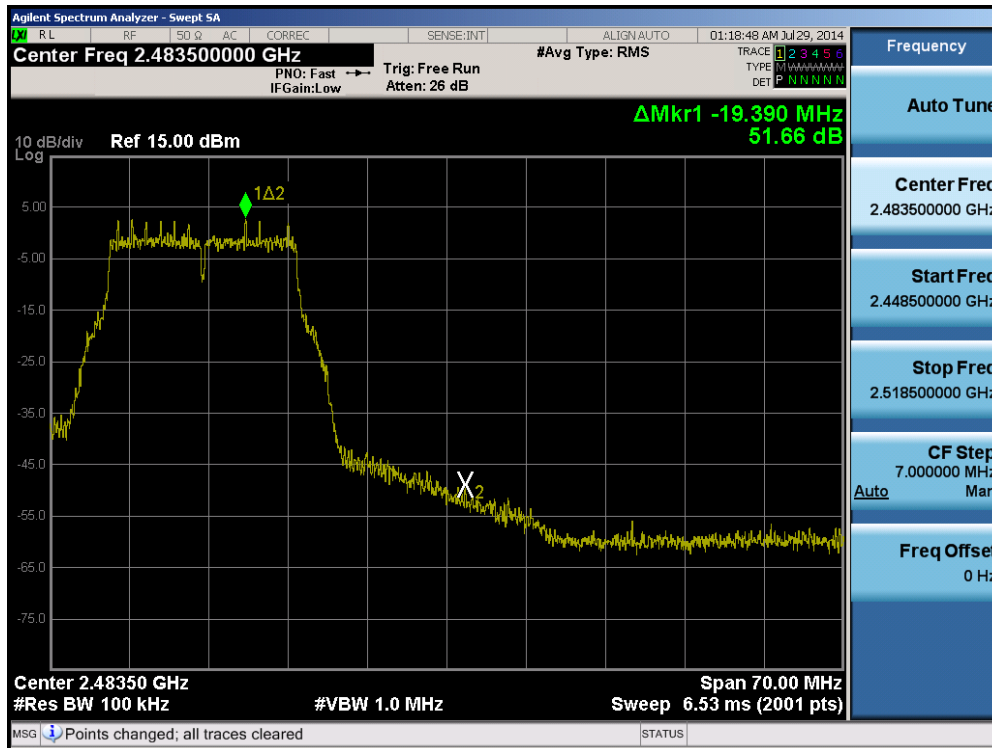 Agilent Spectrum Analyzer - Swept SA
LXI RL RF 50 Ω AC CORREC SENSE:INT ALIGN AUTO 01:18:48 AM Jul 29, 2014
Center Freq 2.483500000 GHz
PNO: Fast
IFGain:Low
Trig: Free Run
Atten: 26 dB
#Avg Type: RMS
TRACE 1 2 3 4 5 6
TYPE M W W W W W
DET P N N N N N
ΔMkr1 -19.390 MHz
51.66 dB
10 dB/div Ref 15.00 dBm
Log
5.00
-5.00
-15.0
-25.0
-35.0
-45.0
-55.0
-65.0
-75.0
1Δ2
X2
Center 2.48350 GHz Span 70.00 MHz
#Res BW 100 kHz #VBW 1.0 MHz Sweep 6.53 ms (2001 pts)
MSG Points changed; all traces cleared STATUS
Frequency
Auto Tune
Center Freq
2.483500000 GHz
Start Freq
2.448500000 GHz
Stop Freq
2.518500000 GHz
CF Step
7.000000 MHz
Auto Man
Freq Offset
0 Hz